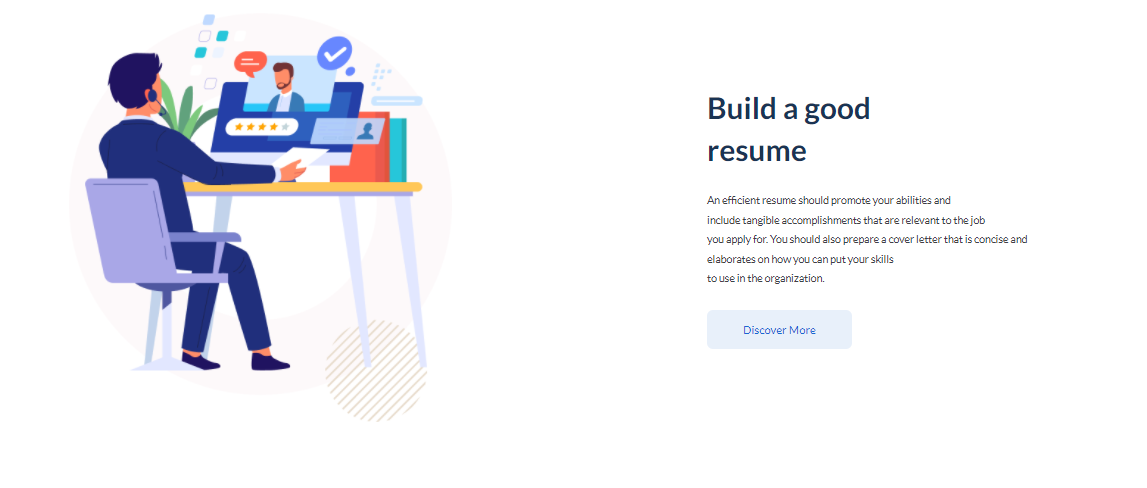 Build a good
resume
An efficient resume should promote your abilities and
include tangible accomplishments that are relevant to the job
you apply for. You should also prepare a cover letter that is concise and
elaborates on how you can put your skills
to use in the organization.
Discover More